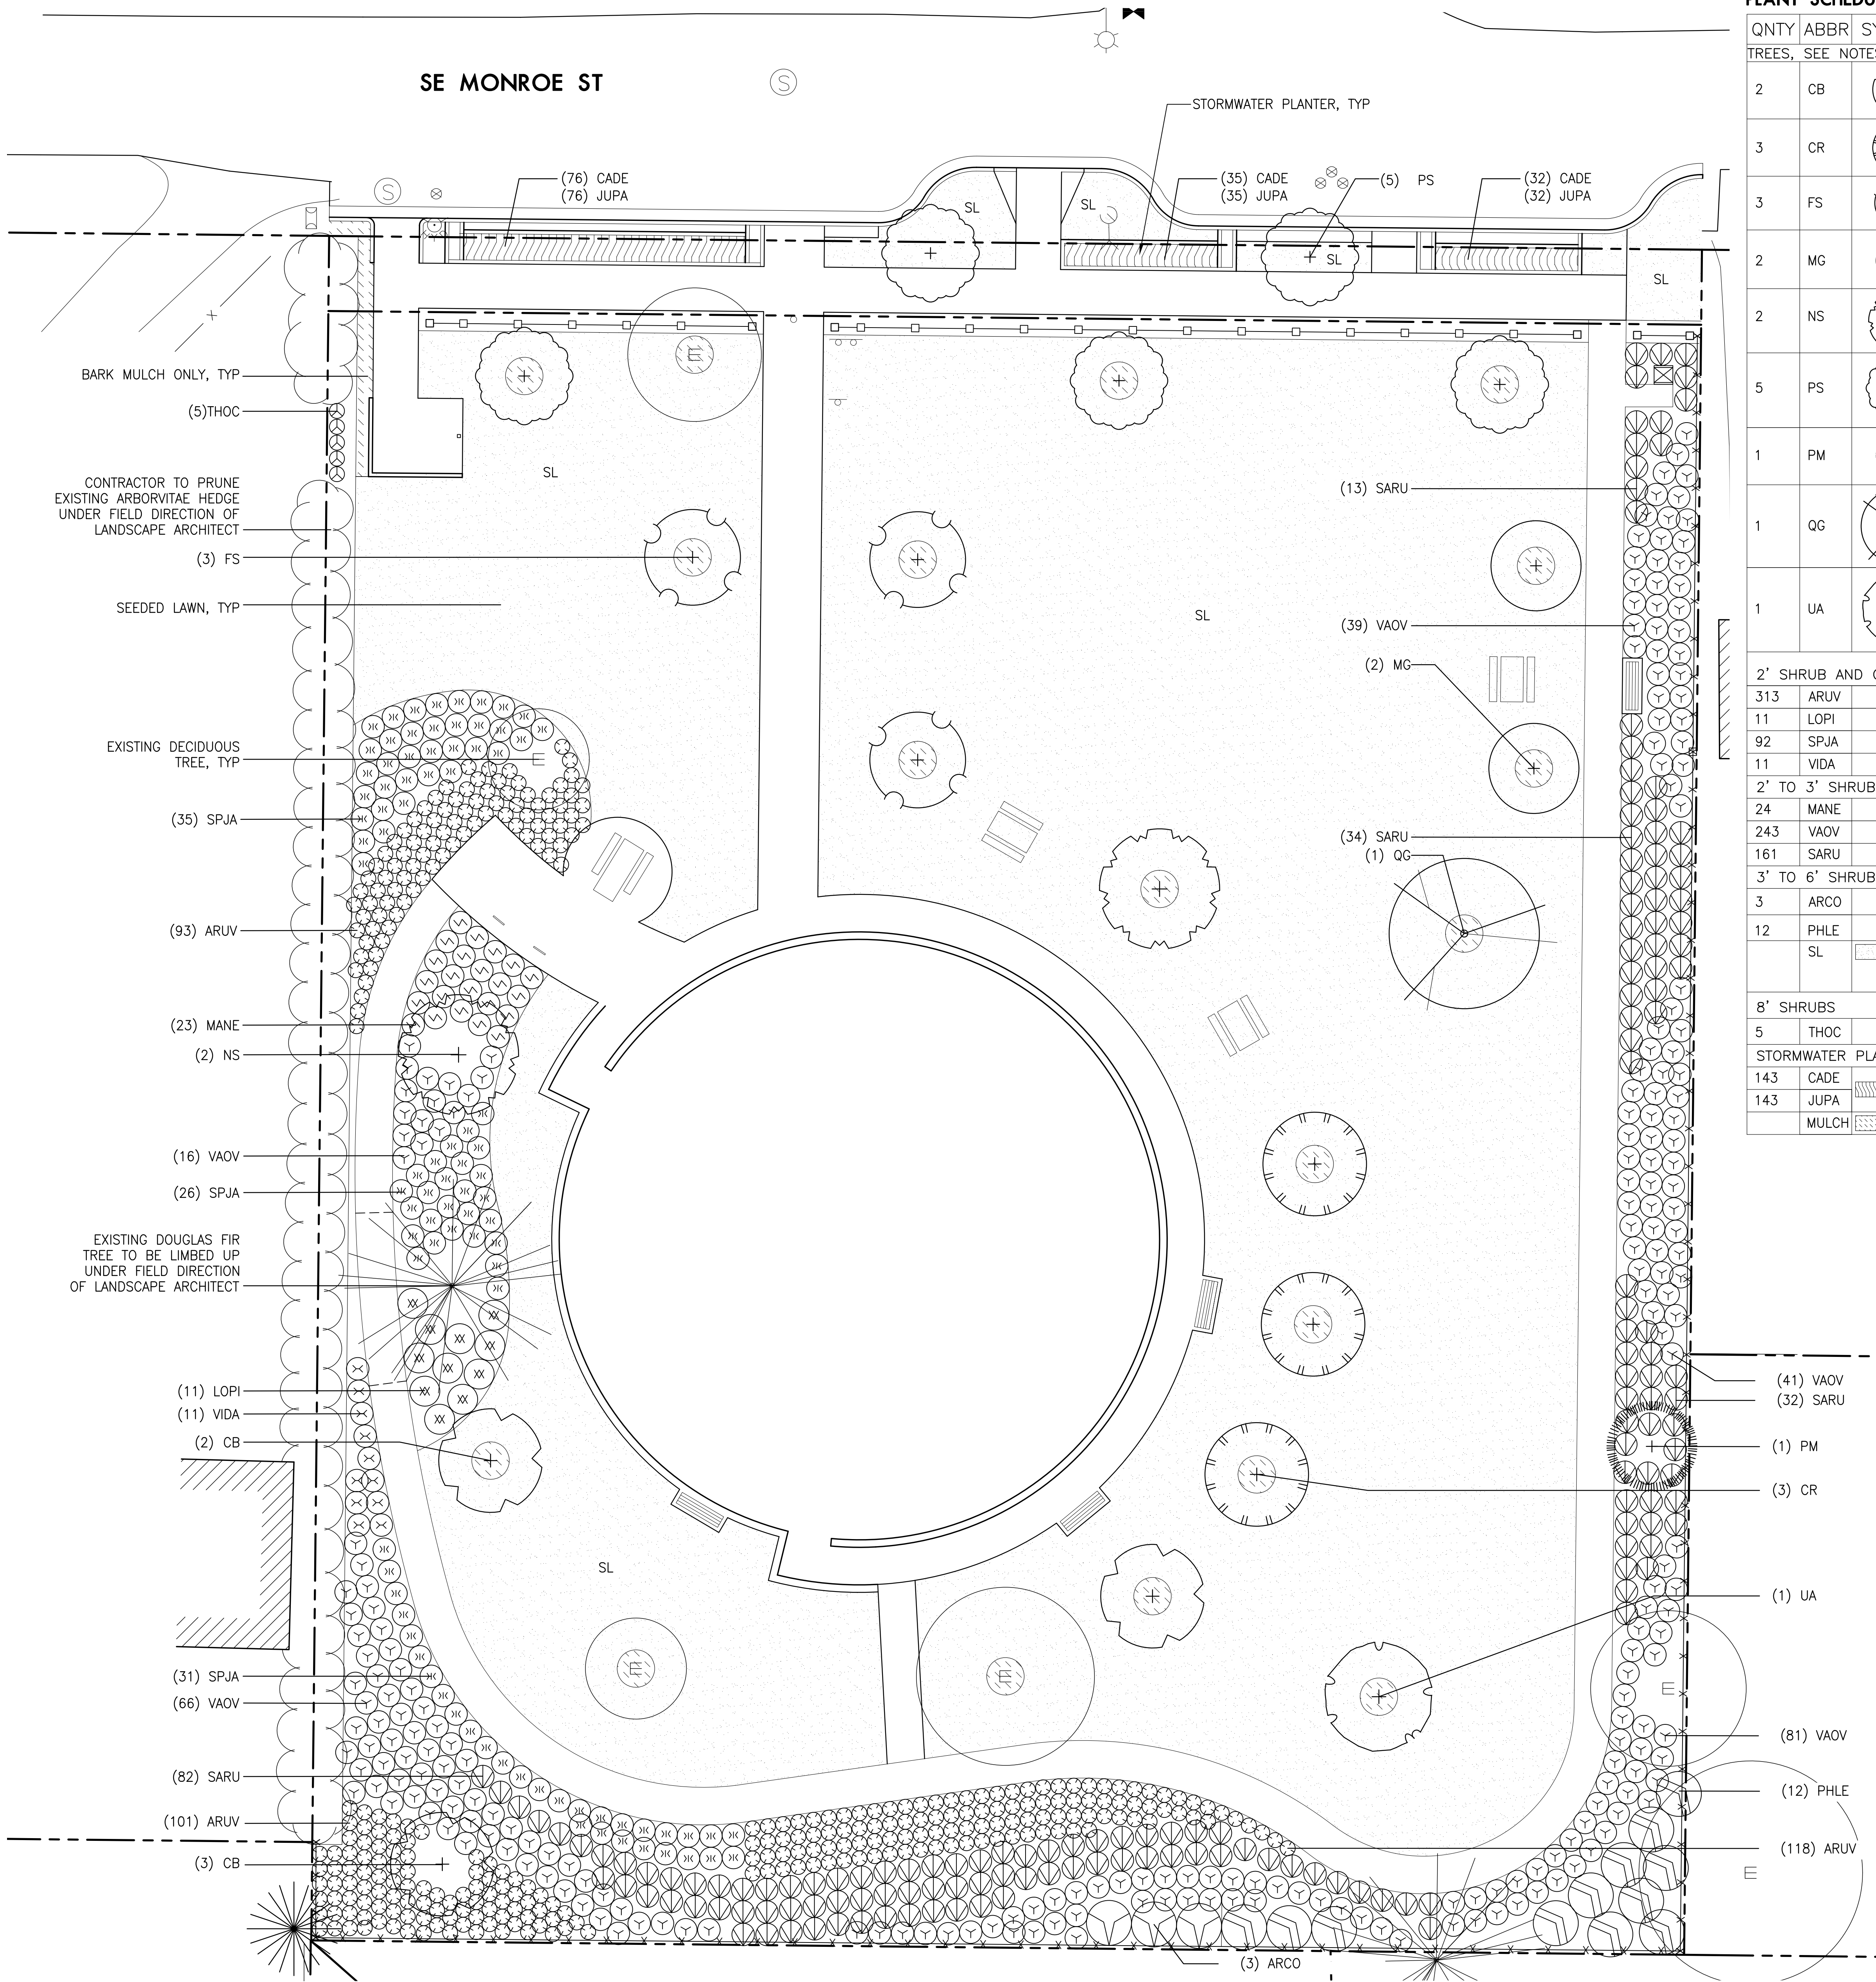 SE MONROE ST
S
STORMWATER PLANTER, TYP
S
(76) CADE
(76) JUPA
(35) CADE
(35) JUPA
(5) PS
(32) CADE
(32) JUPA
SL
SL
SL
SL
BARK MULCH ONLY, TYP
(5)THOC
CONTRACTOR TO PRUNE
EXISTING ARBORVITAE HEDGE
UNDER FIELD DIRECTION OF
LANDSCAPE ARCHITECT
(3) FS
SEEDED LAWN, TYP
EXISTING DECIDUOUS
TREE, TYP
(35) SPJA
(93) ARUV
(23) MANE
(2) NS
(16) VAOV
(26) SPJA
EXISTING DOUGLAS FIR
TREE TO BE LIMBED UP
UNDER FIELD DIRECTION
OF LANDSCAPE ARCHITECT
(11) LOPI
(11) VIDA
(2) CB
(31) SPJA
(66) VAOV
(82) SARU
(101) ARUV
(3) CB
E
SL
SL
E
SL
E
E
(13) SARU
(39) VAOV
(2) MG
(34) SARU
(1) QG
(41) VAOV
(32) SARU
(1) PM
(3) CR
(1) UA
E
(81) VAOV
(12) PHLE
(118) ARUV
E
(3) ARCO
QNTY ABBR
TREES, SEE NOTES
2 CB
3 CR
3 FS
2 MG
2 NS
5 PS
1 PM
1 QG
1 UA
2' SHRUB AND
313 ARUV
11 LOPI
92 SPJA
11 VIDA
2' TO 3' SHRUB
24 MANE
243 VAOV
161 SARU
3' TO 6' SHRUB
3 ARCO
12 PHLE
SL
8' SHRUBS
5 THOC
STORMWATER
143 CADE
143 JUPA
MULCH